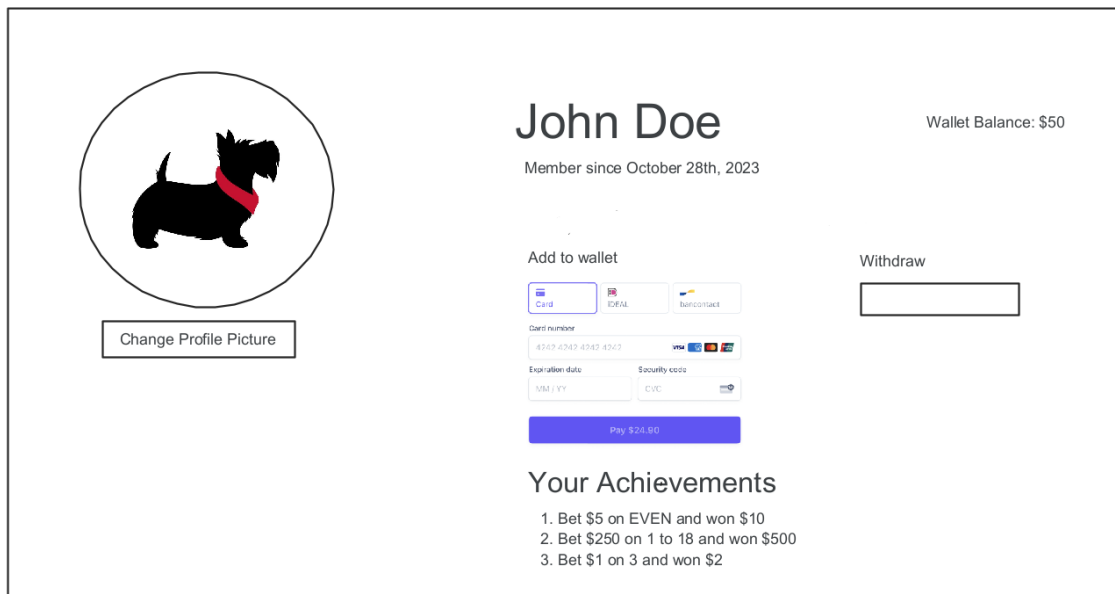 John Doe
Wallet Balance: $50
Member since October 28th, 2023
Add to wallet
Withdraw
Card
iDEAL
bancontact
Card number
4242 4242 4242 4242
VISA
Expiration date
Security code
MM / YY
CVC
Change Profile Picture
Pay $24.90
Your Achievements
1. Bet $5 on EVEN and won $10
2. Bet $250 on 1 to 18 and won $500
3. Bet $1 on 3 and won $2